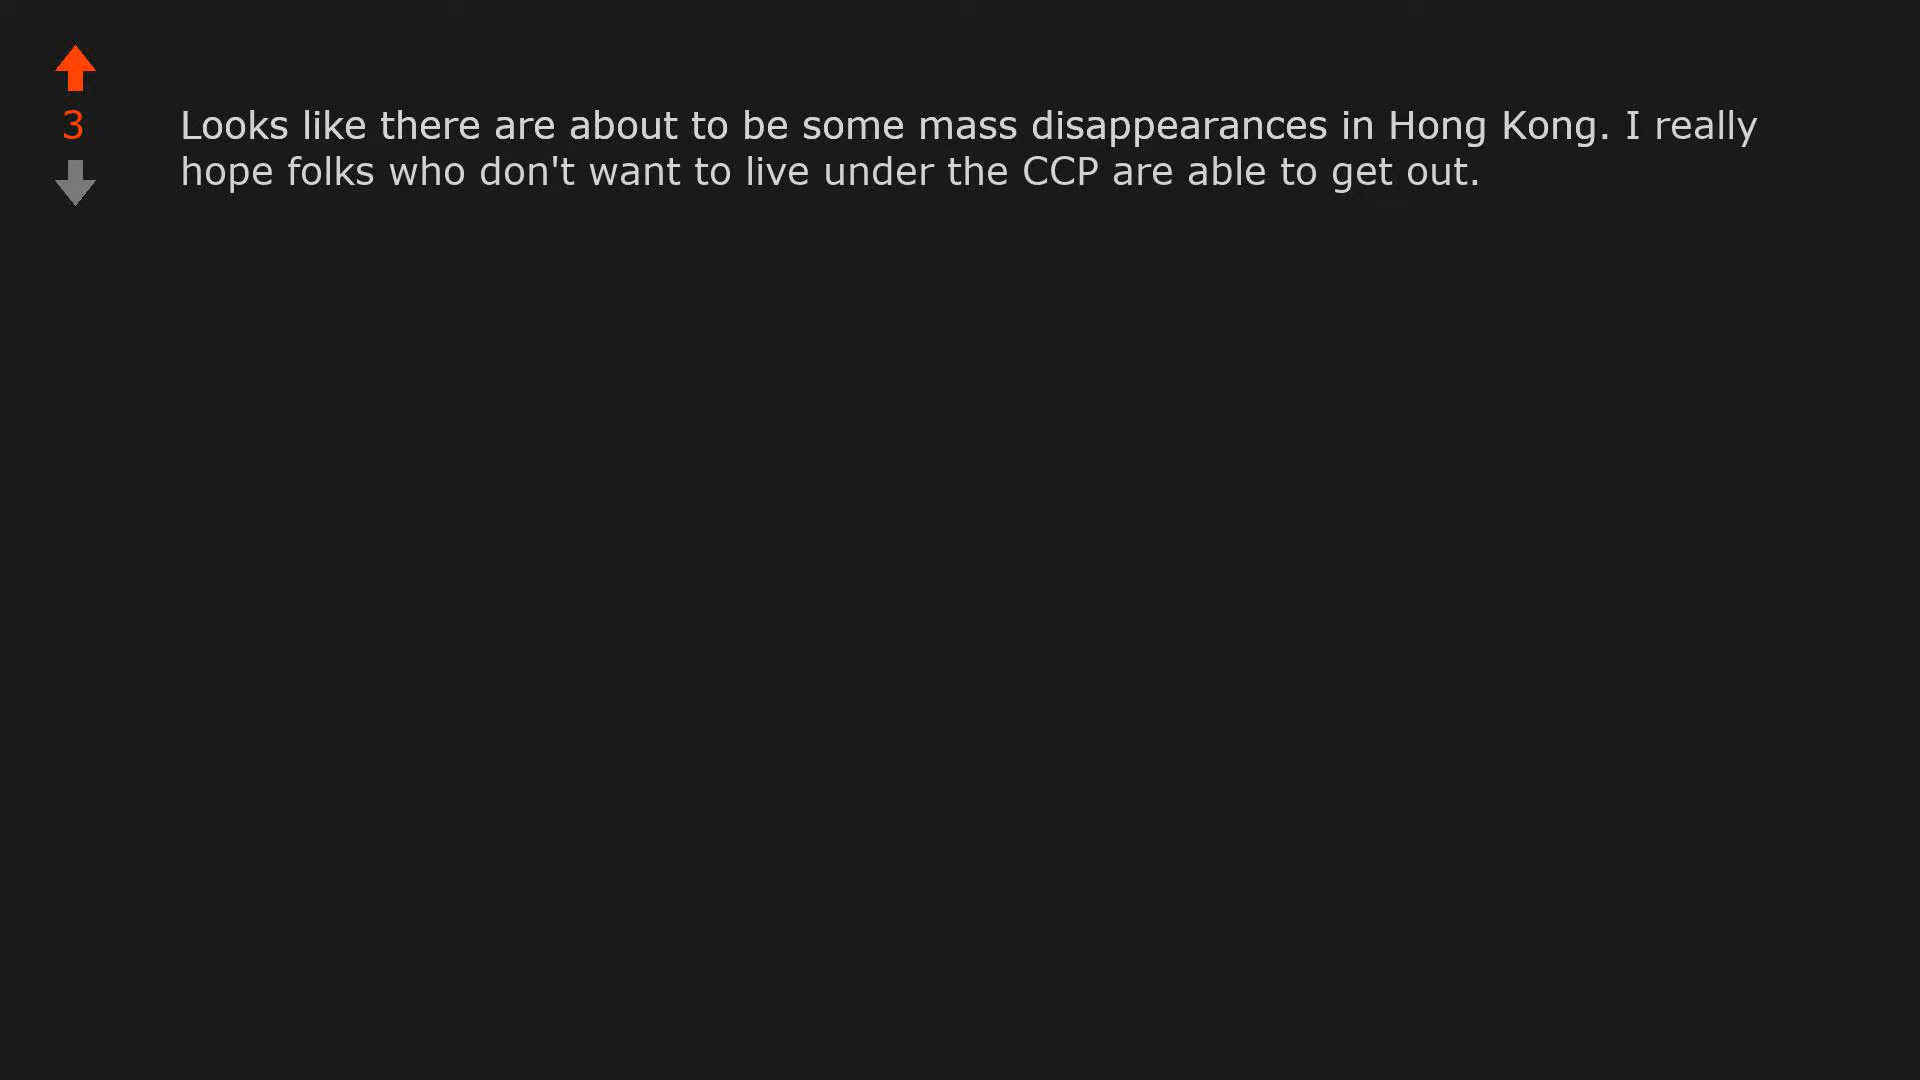 3
Looks like there are about to be some mass disappearances in Hong Kong. I really
hope folks who don't want to live under the CCP are able to get out.